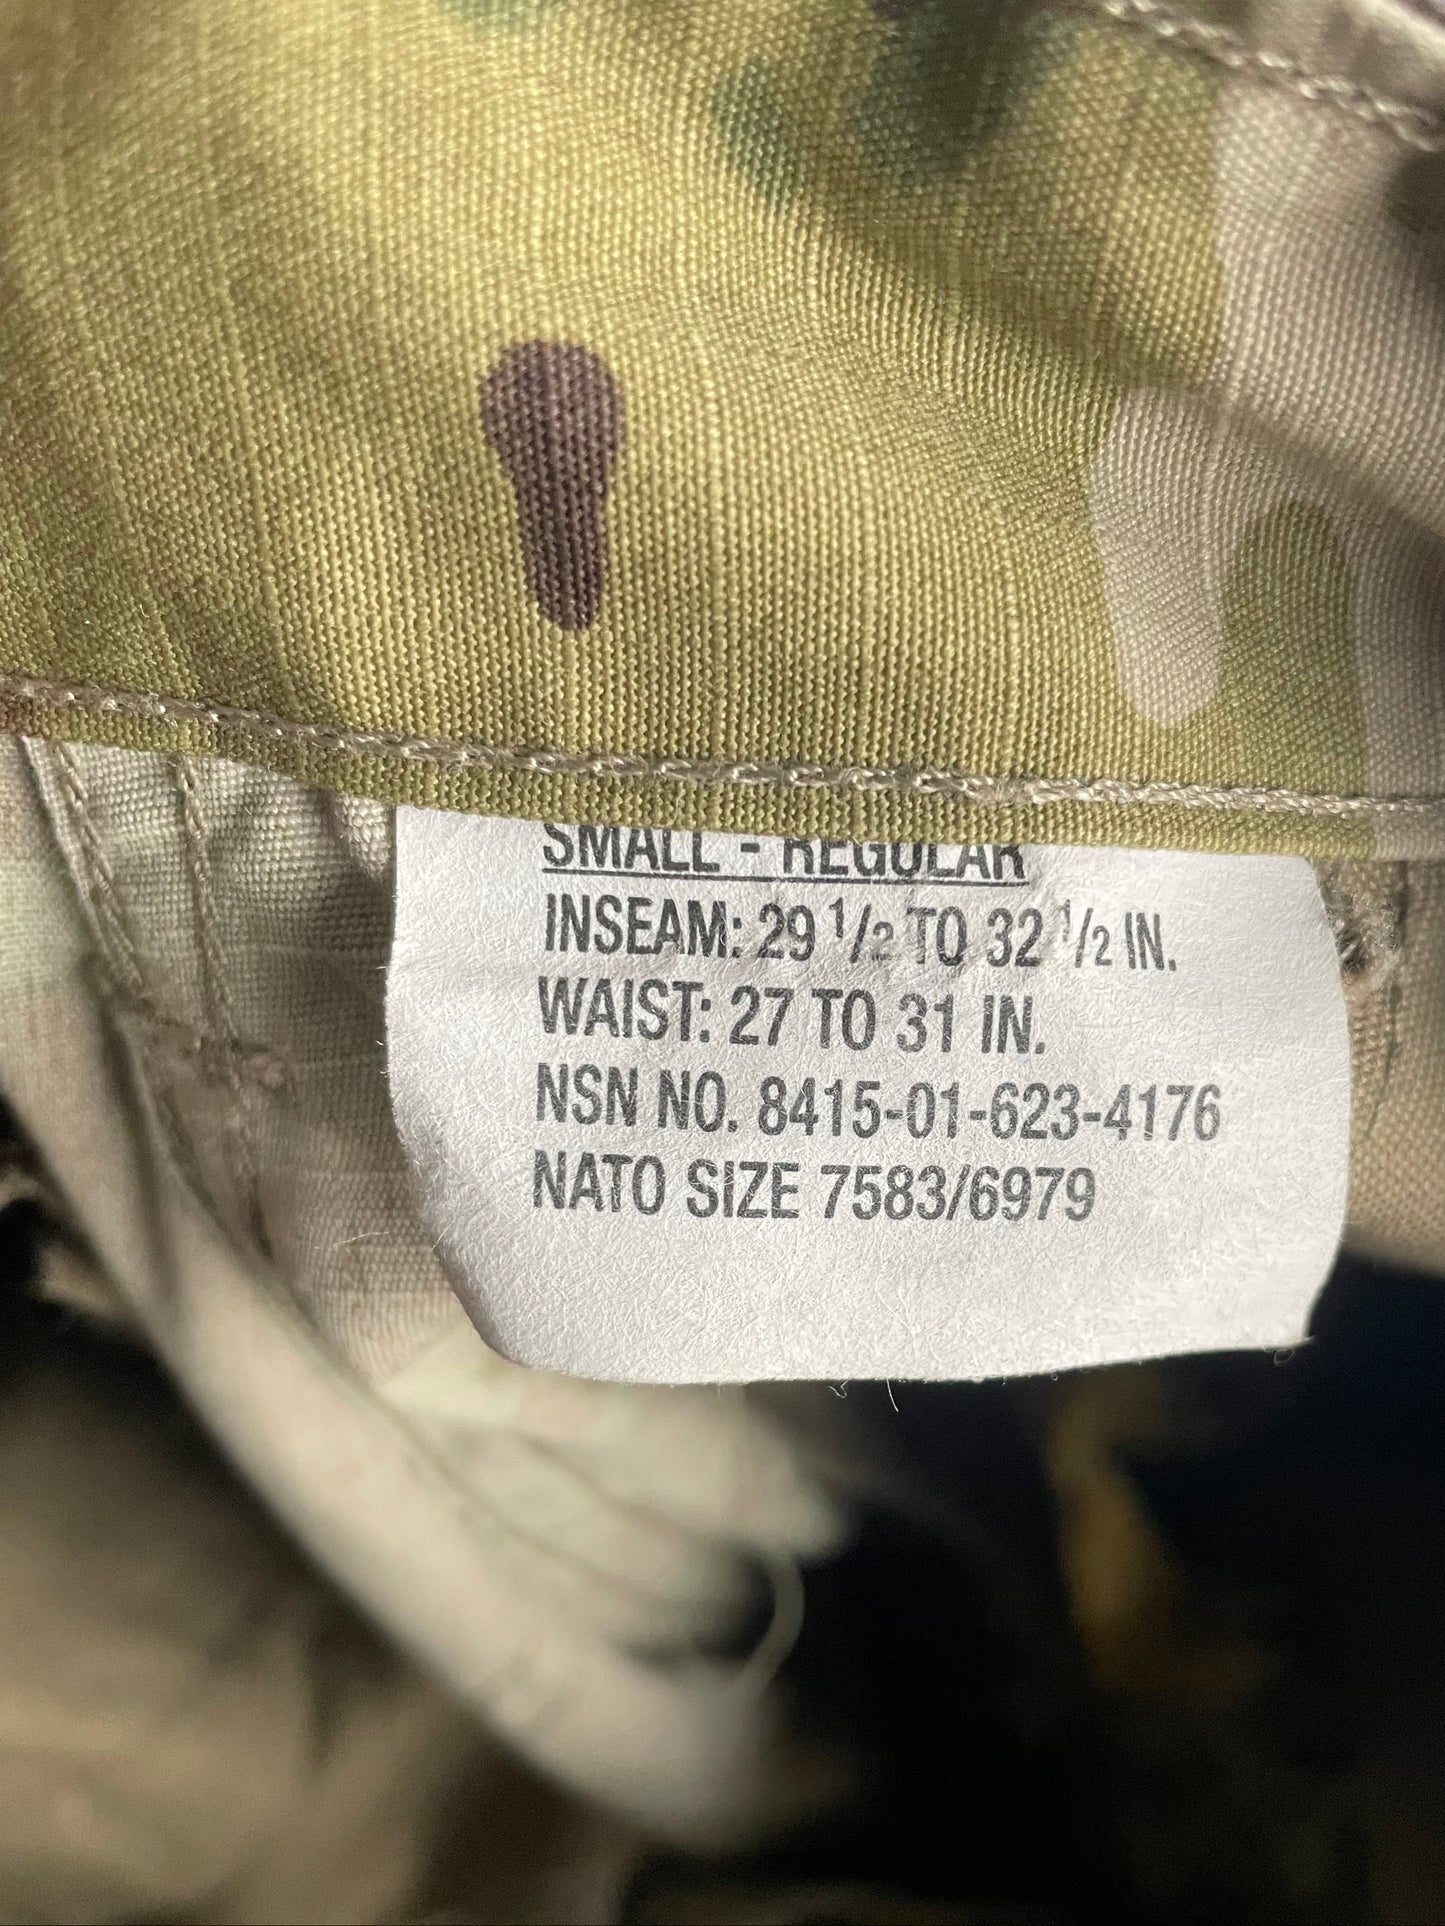 SMALL - REGULAR
INSEAM: 29 1/2 TO 32 1/2 IN.
WAIST: 27 TO 31 IN.
NSN NO. 8415-01-623-4176
NATO SIZE 7583/6979